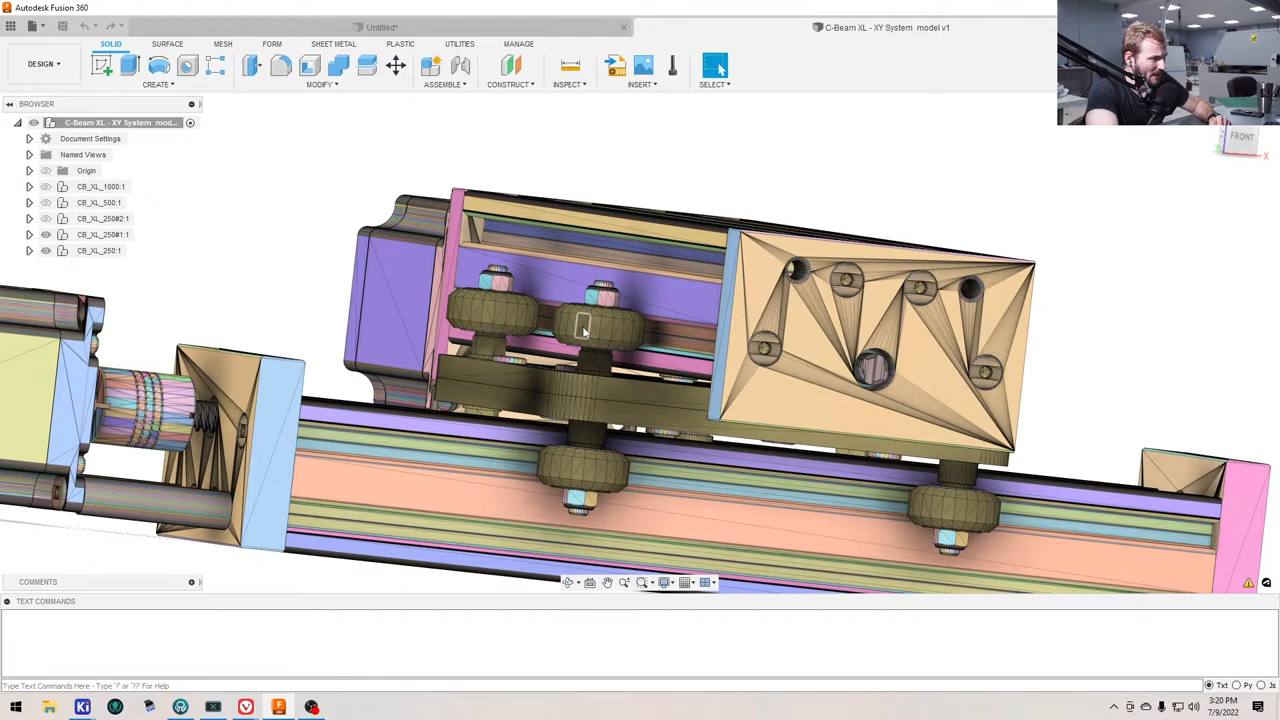 Autodesk Fusion 360
Untitled*
C-Beam XL - XY System model v1
SOLID
SURFACE
MESH
FORM
SHEET METAL
PLASTIC
UTILITIES
MANAGE
DESIGN
CREATE
MODIFY
ASSEMBLE
CONSTRUCT
INSPECT
INSERT
SELECT
FRONT
X
BROWSER
C-Beam XL - XY System mod...
Document Settings
Named Views
Origin
CB_XL_1000:1
CB_XL_500:1
CB_XL_250#2:1
CB_XL_250#1:1
CB_XL_250:1
COMMENTS
TEXT COMMANDS
Type Text Commands Here - Type '?' or '??' For Help
Txt Py Js
3:20 PM
7/9/2022